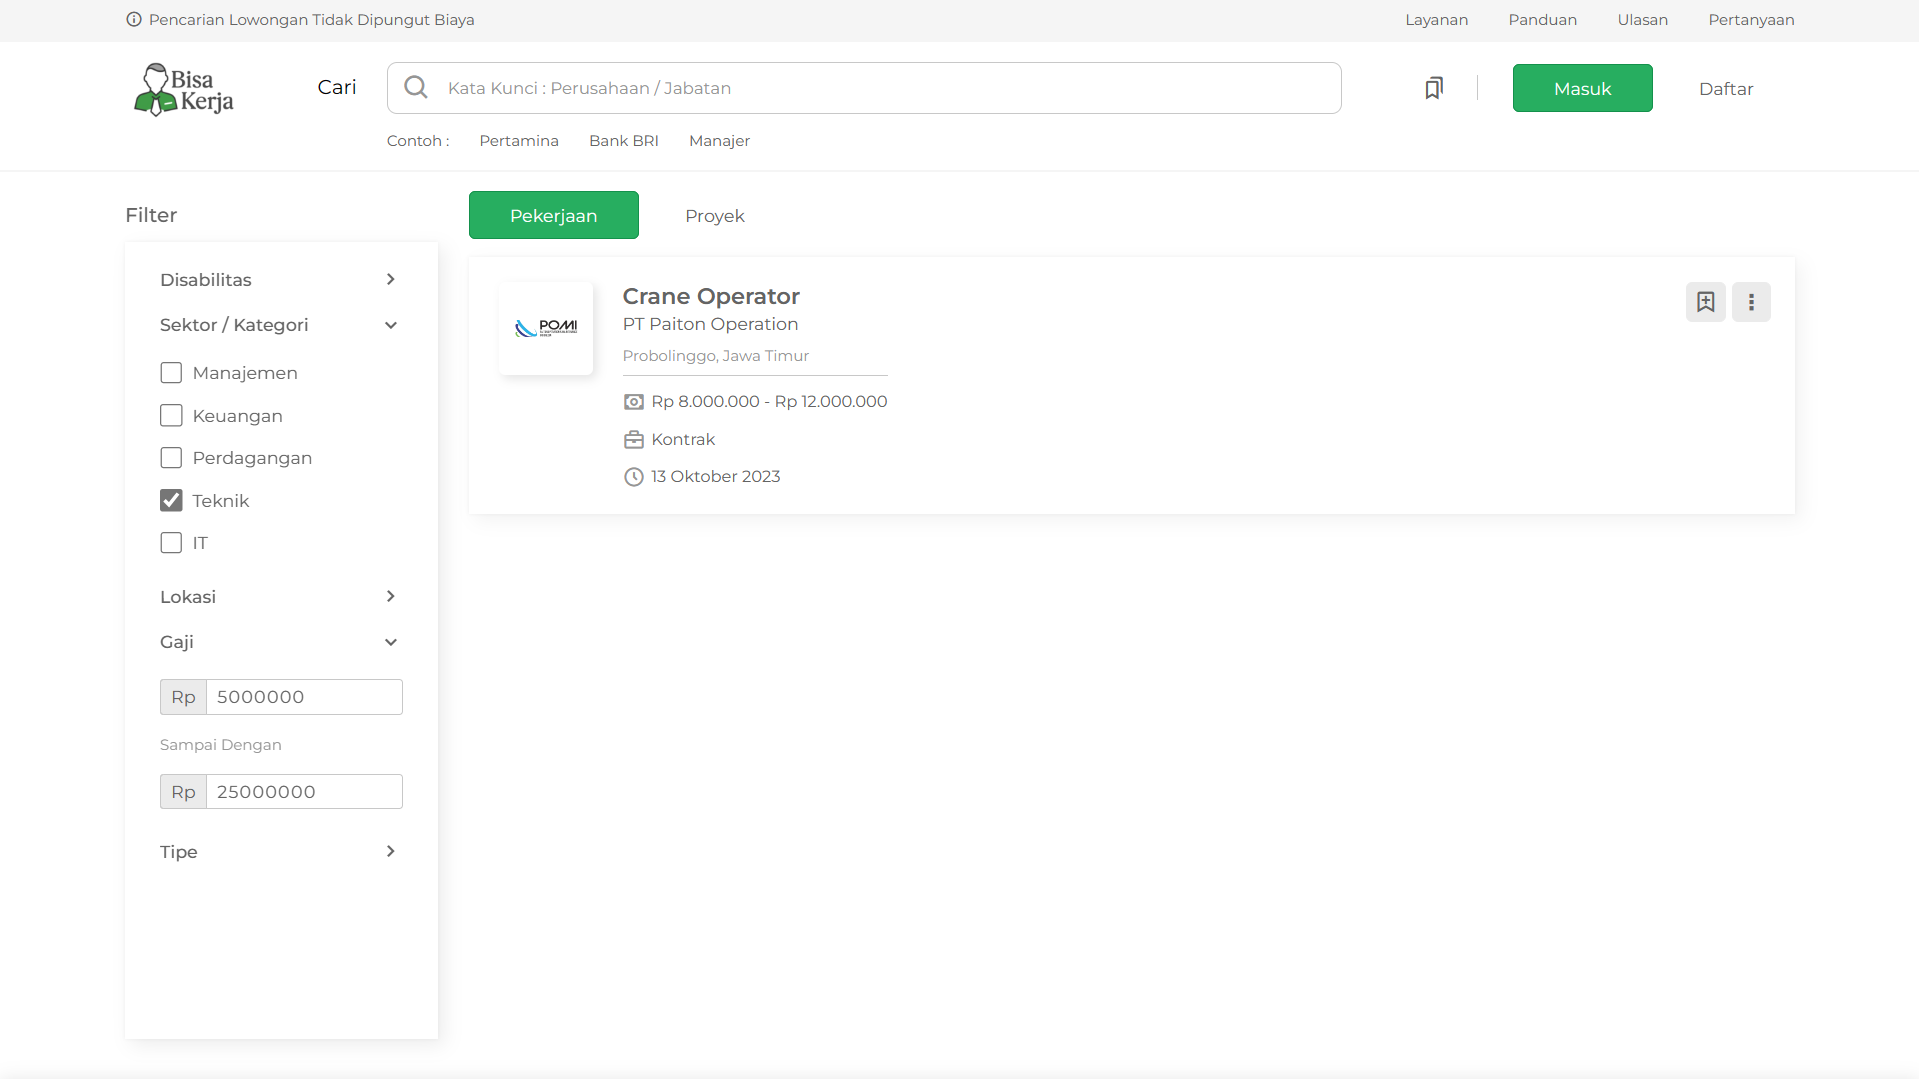 Pencarian Lowongan Tidak Dipungut Biaya
Layanan
Panduan
Ulasan
Pertanyaan
Bisa
Kerja
Cari
Kata Kunci : Perusahaan / Jabatan
Masuk
Daftar
Contoh :
Pertamina
Bank BRI
Manajer
Filter
Disabilitas
Sektor / Kategori
Manajemen
Keuangan
Perdagangan
Teknik
IT
Lokasi
Gaji
Rp 5000000
Sampai Dengan
Rp 25000000
Tipe
Pekerjaan
Proyek
POMI
Crane Operator
PT Paiton Operation
Probolinggo, Jawa Timur
Rp 8.000.000 - Rp 12.000.000
Kontrak
13 Oktober 2023